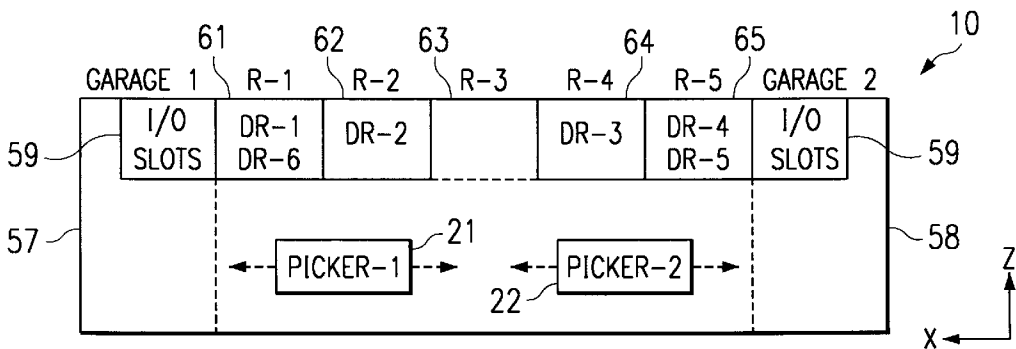 61 62 63 64 65 10
GARAGE 1 R-1 R-2 R-3 R-4 R-5 GARAGE 2
I/O SLOTS
DR-1
DR-6
DR-2
DR-3
DR-4
DR-5
I/O SLOTS
59 59
57 58
21
PICKER-1 PICKER-2
22
Z
X